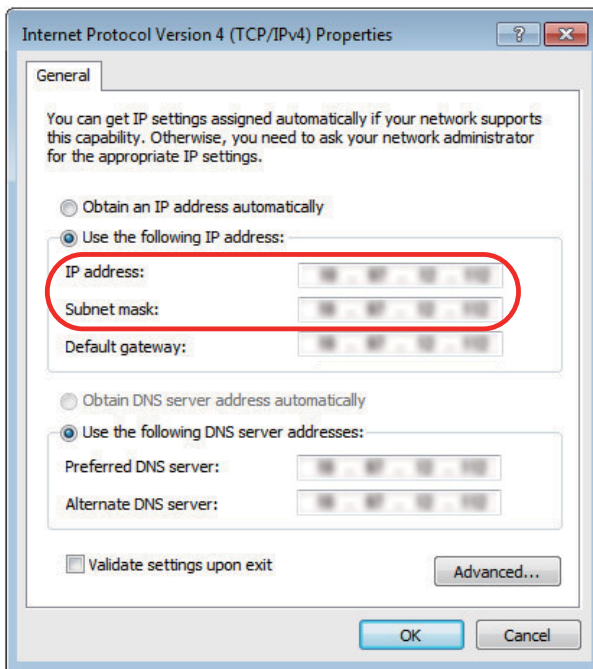 Internet Protocol Version 4 (TCP/IPv4) Properties
General
You can get IP settings assigned automatically if your network supports
this capability. Otherwise, you need to ask your network administrator
for the appropriate IP settings.
Obtain an IP address automatically
Use the following IP address:
IP address:
Subnet mask:
Default gateway:
Obtain DNS server address automatically
Use the following DNS server addresses:
Preferred DNS server:
Alternate DNS server:
Validate settings upon exit
Advanced...
OK
Cancel